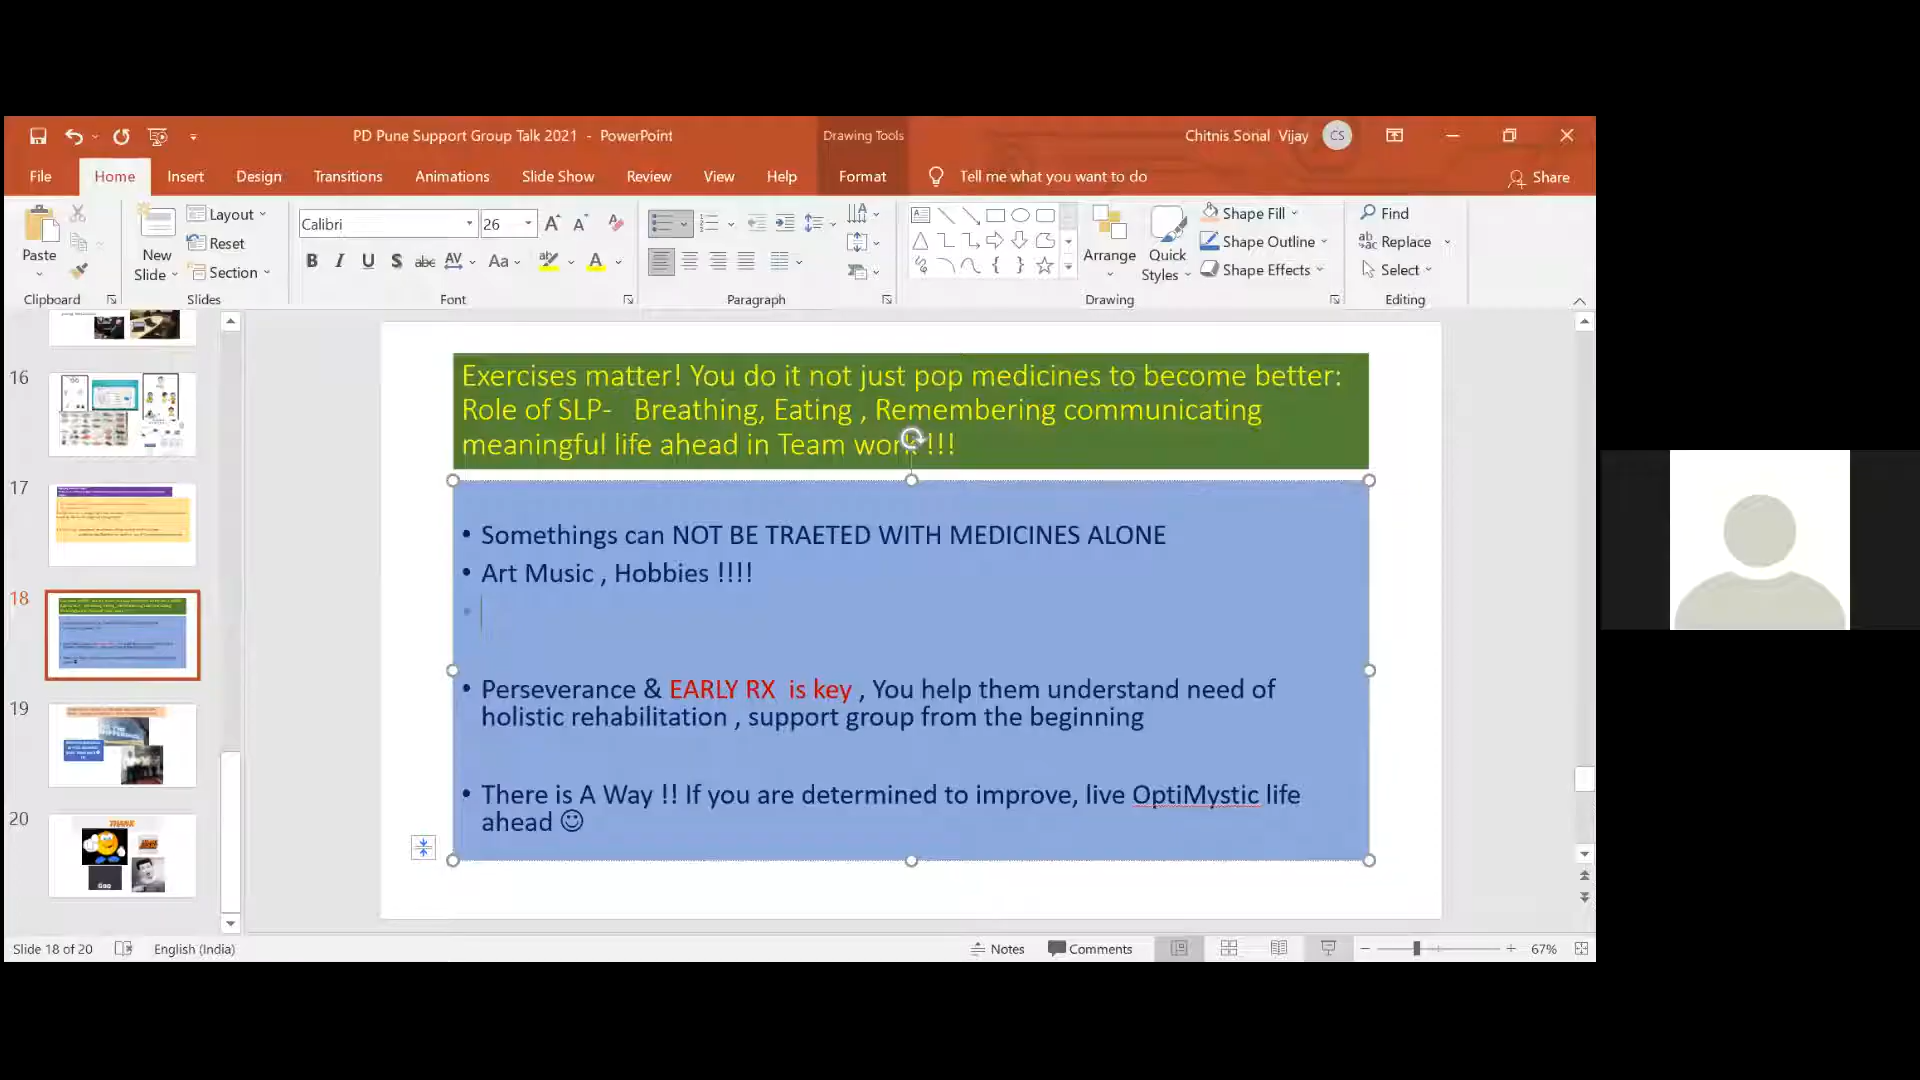 PD Pune Support Group Talk 2021 - PowerPoint
Drawing Tools
Chitnis Sonal Vijay
CS
File
Home
Insert
Design
Transitions
Animations
Slide Show
Review
View
Help
Format
Tell me what you want to do
Share
Paste
Clipboard
New
Slide
Layout
Reset
Section
Slides
Calibri
26
Font
Paragraph
Arrange
Quick
Styles
Shape Fill
Shape Outline
Shape Effects
Drawing
Find
Replace
Select
Editing
16
17
18
19
20
Exercises matter! You do it not just pop medicines to become better:
Role of SLP- Breathing, Eating , Remembering communicating
meaningful life ahead in Team work !!!
• Somethings can NOT BE TRAETED WITH MEDICINES ALONE
• Art Music , Hobbies !!!!
• Perseverance & EARLY RX is key , You help them understand need of
holistic rehabilitation , support group from the beginning
• There is A Way !! If you are determined to improve, live OptiMystic life
ahead ☺
Slide 18 of 20
English (India)
Notes
Comments
67%